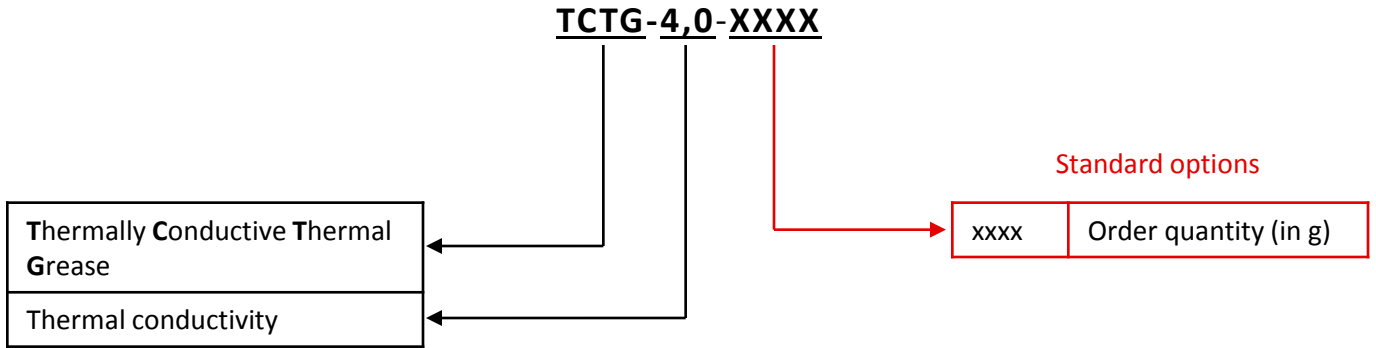 TCTG-4,0-XXXX
Standard options
Thermally Conductive Thermal
Grease
Thermal conductivity
xxxx
Order quantity (in g)